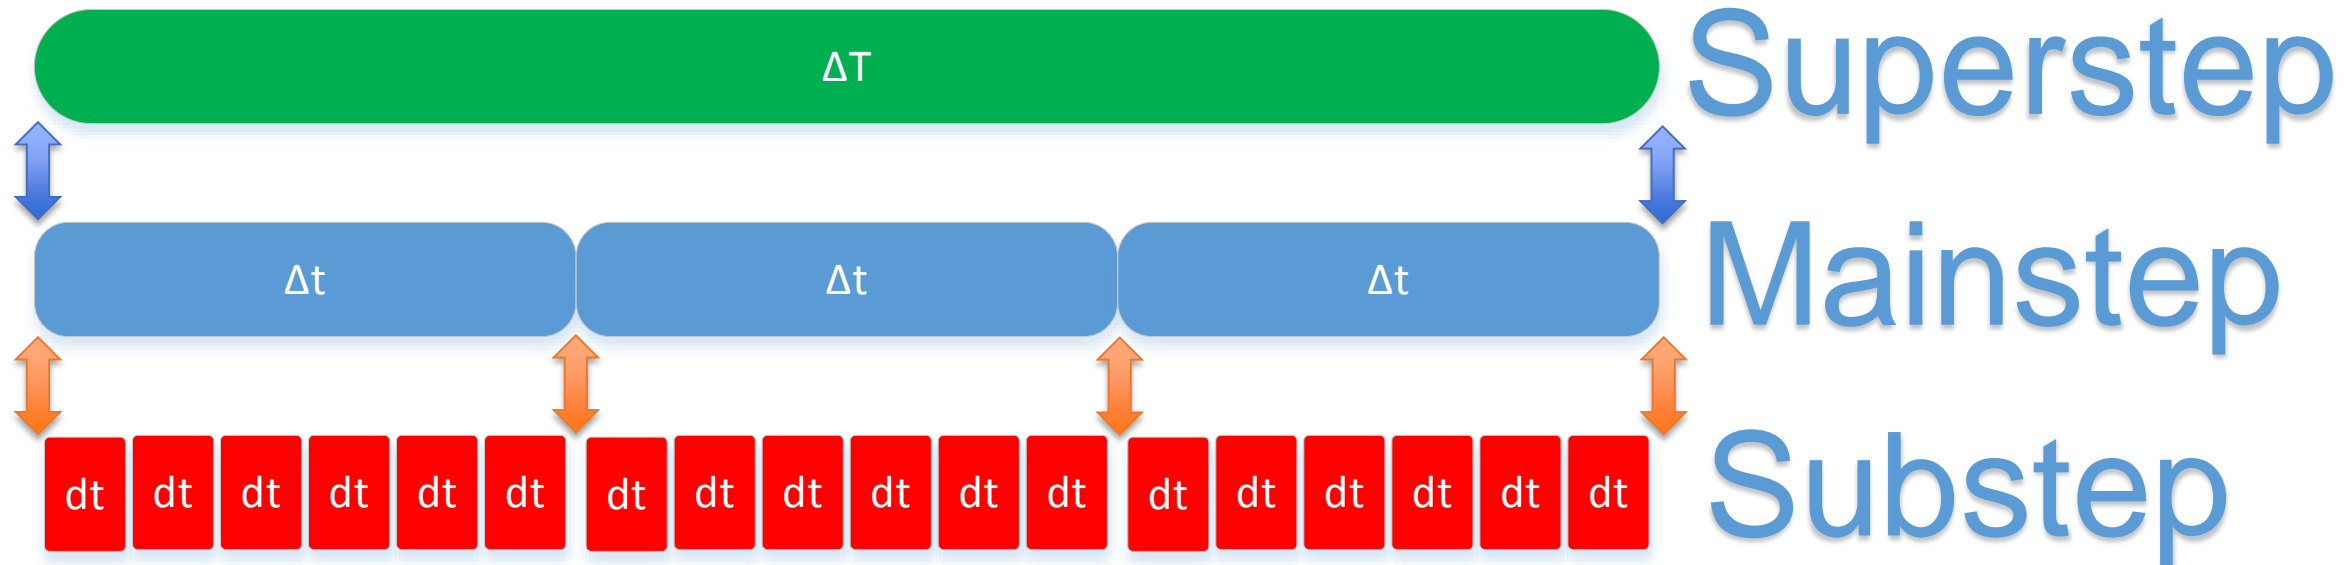 ΔT Superstep
Δt Δt Δt Mainstep
dt dt dt dt dt dt dt dt dt dt dt dt dt dt dt dt dt dt Substep